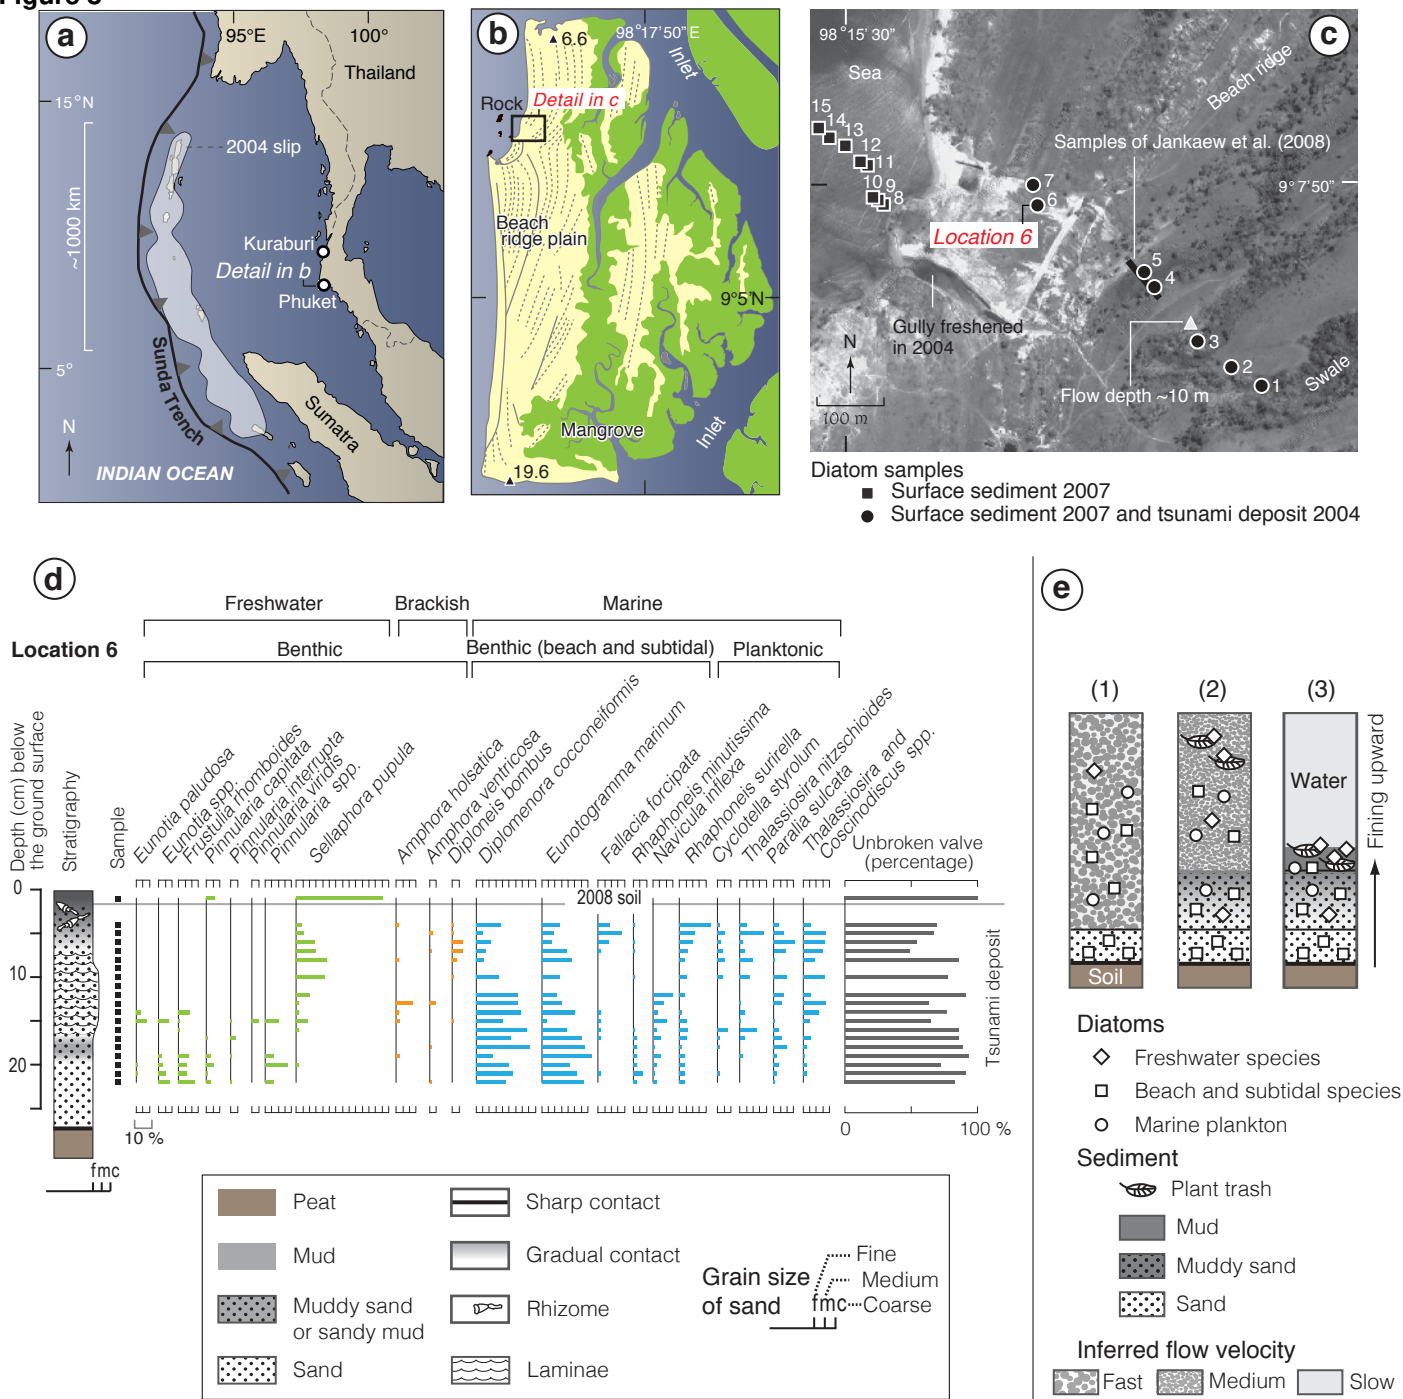 a
95°E
100°
Thailand
15°N
2004 slip
~1000 km
Kuraburi
Detail in b
Phuket
5°
Sunda Trench
Sumatra
N
INDIAN OCEAN
b
6.6
98°17'50" E
Inlet
Rock
Detail in c
Beach
ridge plain
9°5'N
Mangrove
Inlet
19.6
c
98°15' 30"
Sea
Beach ridge
15
14
13
12
11
10
9
8
Samples of Jankaew et al. (2008)
7
6
9°7'50"
Location 6
5
4
Gully freshened
in 2004
3
2
1
N
Swale
Flow depth ~10 m
100 m
Diatom samples
Surface sediment 2007
Surface sediment 2007 and tsunami deposit 2004
d
Freshwater
Brackish
Marine
Location 6
Benthic
Benthic (beach and subtidal)
Planktonic
Depth (cm) below
the ground surface
Stratigraphy
Sample
Eunotia paludosa
Eunotia spp.
Frustulia rhomboides
Pinnularia capitata
Pinnularia interrupta
Pinnularia viridis
Pinnularia spp.
Sellaphora pupula
Amphora holsatica
Amphora ventricosa
Diploneis bombus
Diplomenora cocconeiformis
Eunotogramma marinum
Fallacia forcipata
Rhaphoneis minutissima
Navicula inflexa
Rhaphoneis surirella
Cyclotella styrolum
Thalassiosira nitzschioides
Paralia sulcata
Thalassiosira and
Coscinodiscus spp.
Unbroken valve
(percentage)
0
2008 soil
10
20
Tsunami deposit
10 %
0
100 %
fmc
Peat
Mud
Muddy sand
or sandy mud
Sand
Sharp contact
Gradual contact
Rhizome
Laminae
Grain size
of sand
Fine
Medium
fmc
Coarse
e
(1)
(2)
(3)
Water
Fining upward
Soil
Diatoms
Freshwater species
Beach and subtidal species
Marine plankton
Sediment
Plant trash
Mud
Muddy sand
Sand
Inferred flow velocity
Fast
Medium
Slow